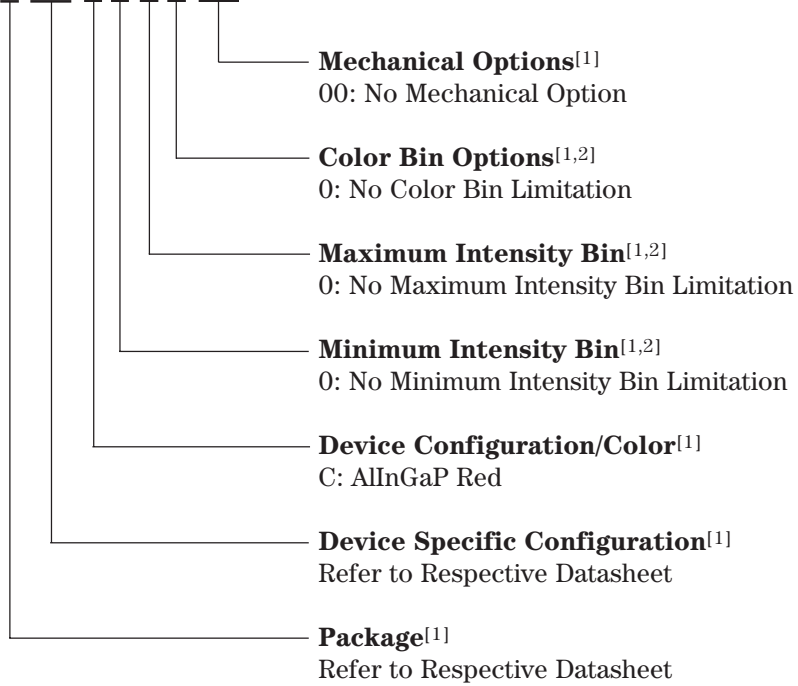 Mechanical Options[1]
00: No Mechanical Option
Color Bin Options[1,2]
0: No Color Bin Limitation
Maximum Intensity Bin[1,2]
0: No Maximum Intensity Bin Limitation
Minimum Intensity Bin[1,2]
0: No Minimum Intensity Bin Limitation
Device Configuration/Color[1]
C: AlInGaP Red
Device Specific Configuration[1]
Refer to Respective Datasheet
Package[1]
Refer to Respective Datasheet